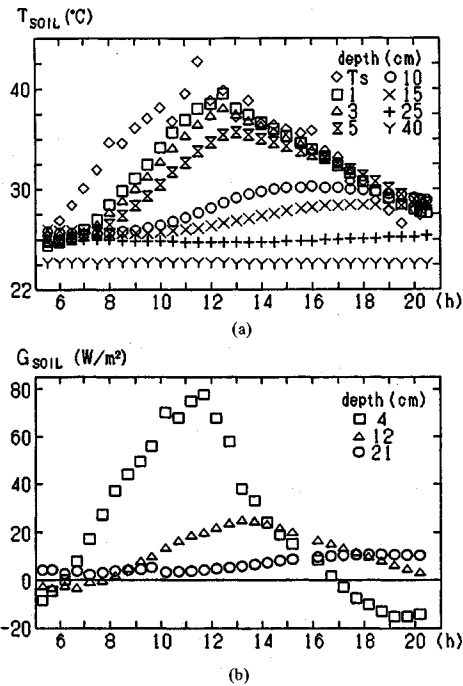 T_SOIL (°C)
depth (cm)
◇ Ts ○ 10
□ 1 × 15
△ 3 + 25
⧖ 5 Y 40
40
30
22
6 8 10 12 14 16 18 20 (h)
(a)
G_SOIL (W/m²)
depth (cm)
□ 4
△ 12
○ 21
80
60
40
20
0
-20
6 8 10 12 14 16 18 20 (h)
(b)